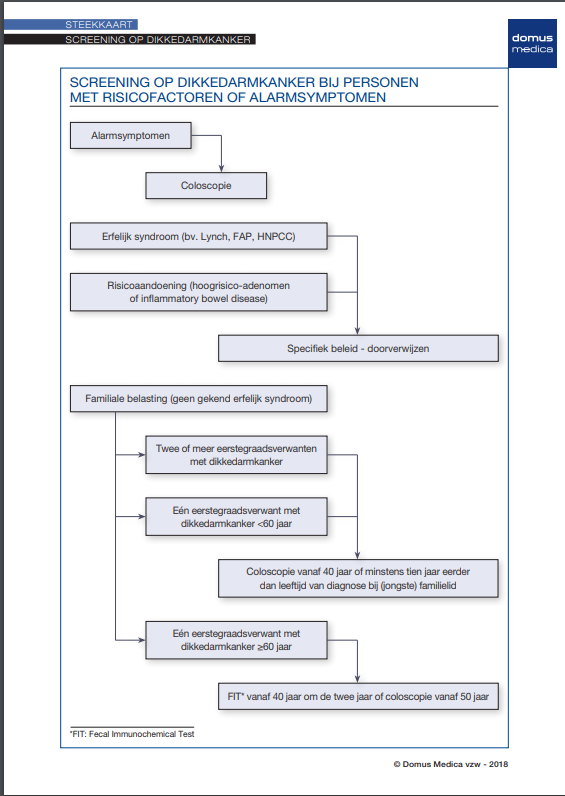 STEEKKAART
SCREENING OP DIKKEDARMKANKER
domus
medica
SCREENING OP DIKKEDARMKANKER BIJ PERSONEN
MET RISICOFACTOREN OF ALARMSYMPTOMEN
Alarmsymptomen
Coloscopie
Erfelijk syndroom (bv. Lynch, FAP, HNPCC)
Risicoaandoening (hoogrisico-adenomen
of inflammatory bowel disease)
Specifiek beleid - doorverwijzen
Familiale belasting (geen gekend erfelijk syndroom)
Twee of meer eerstegraadsverwanten
met dikkedarmkanker
Eén eerstegraadsverwant met
dikkedarmkanker <60 jaar
Coloscopie vanaf 40 jaar of minstens tien jaar eerder
dan leeftijd van diagnose bij (jongste) familielid
Eén eerstegraadsverwant met
dikkedarmkanker ≥60 jaar
FIT* vanaf 40 jaar om de twee jaar of coloscopie vanaf 50 jaar
*FIT: Fecal Immunochemical Test
© Domus Medica vzw - 2018